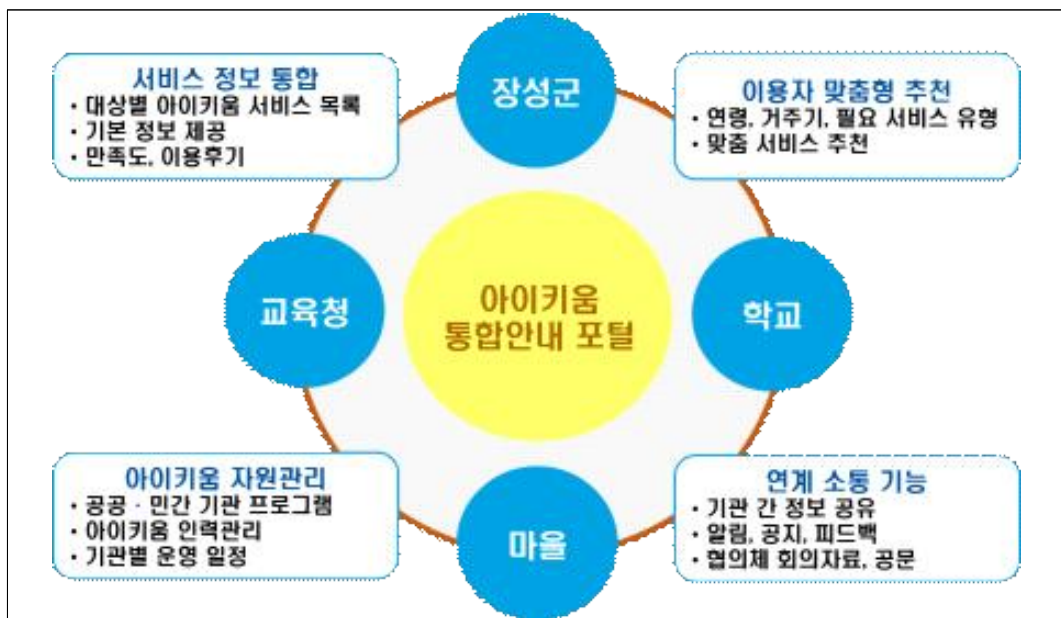 서비스 정보 통합
• 대상별 아이키움 서비스 목록
• 기본 정보 제공
• 만족도, 이용후기
장성군
이용자 맞춤형 추천
• 연령, 거주기, 필요 서비스 유형
• 맞춤 서비스 추천
교육청
아이키움
통합안내 포털
학교
아이키움 자원관리
• 공공 · 민간 기관 프로그램
• 아이키움 인력관리
• 기관별 운영 일정
마을
연계 소통 기능
• 기관 간 정보 공유
• 알림, 공지, 피드백
• 협의체 회의자료, 공문